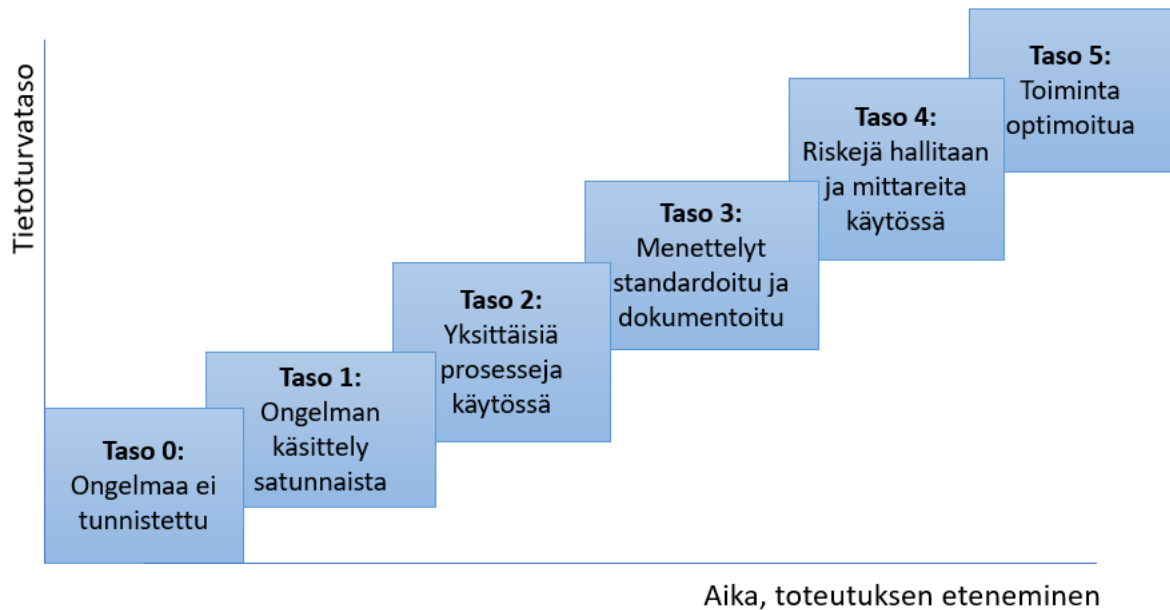 Tietoturvataso
Taso 0:
Ongelmaa ei
tunnistettu
Taso 1:
Ongelman
käsittely
satunnaista
Taso 2:
Yksittäisiä
prosesseja
käytössä
Taso 3:
Menettelyt
standardoitu ja
dokumentoitu
Taso 4:
Riskejä hallitaan
ja mittareita
käytössä
Taso 5:
Toiminta
optimoitua
Aika, toteutuksen eteneminen